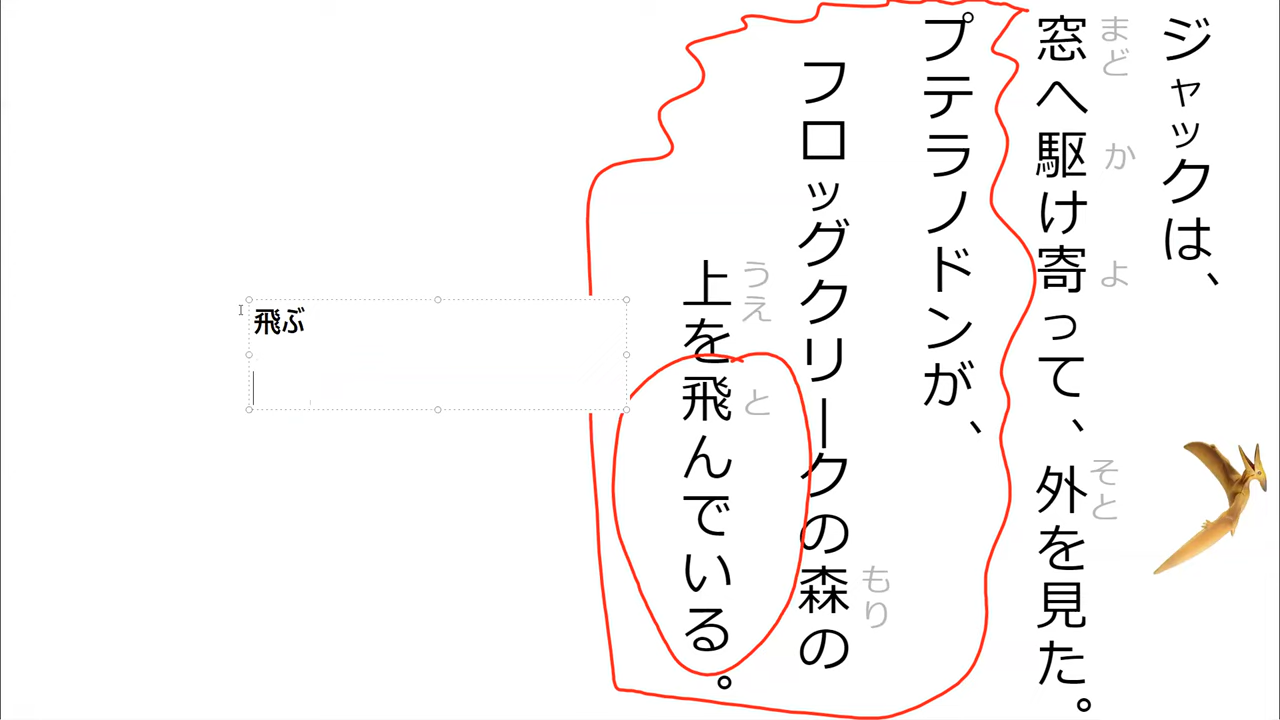 ジャックは、
まど か よ そと
窓へ駆け寄って、外を見た。
プテラノドンが、
もり
フロッグクリークの森の
うえ と
上を飛んでいる。
飛ぶ